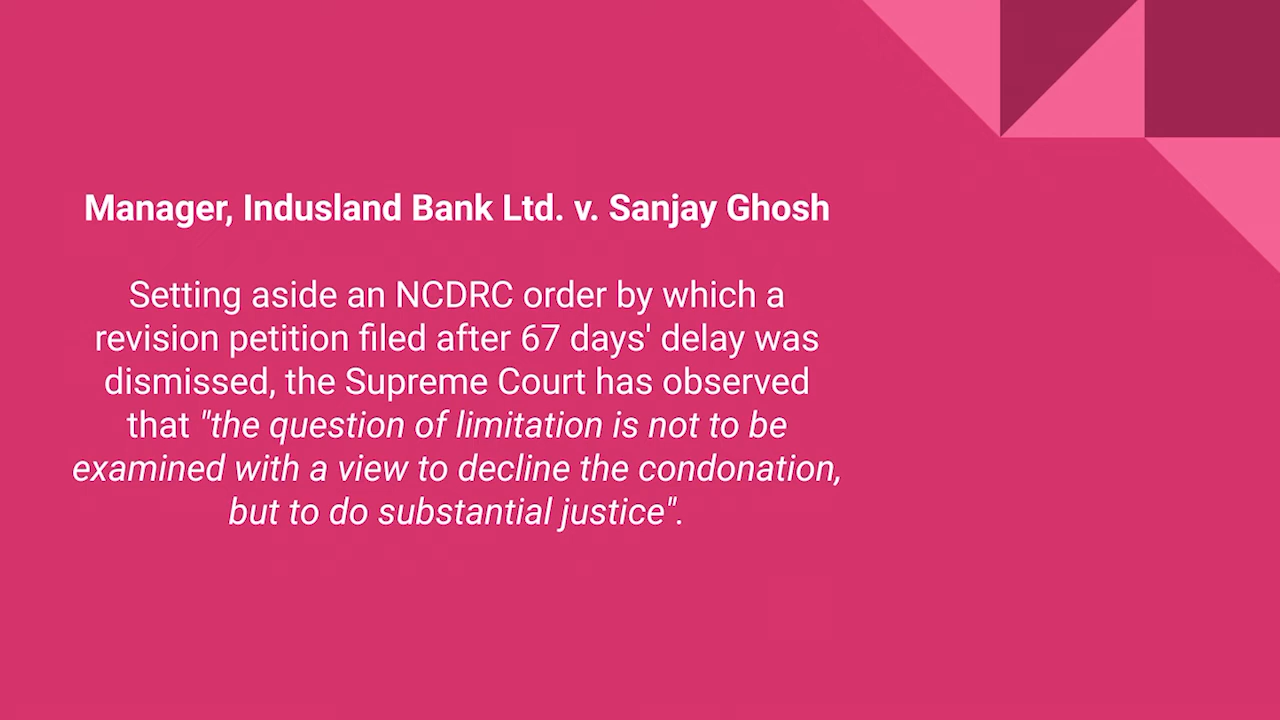 Manager, Indusland Bank Ltd. v. Sanjay Ghosh
Setting aside an NCDRC order by which a
revision petition filed after 67 days' delay was
dismissed, the Supreme Court has observed
that "the question of limitation is not to be
examined with a view to decline the condonation,
but to do substantial justice".